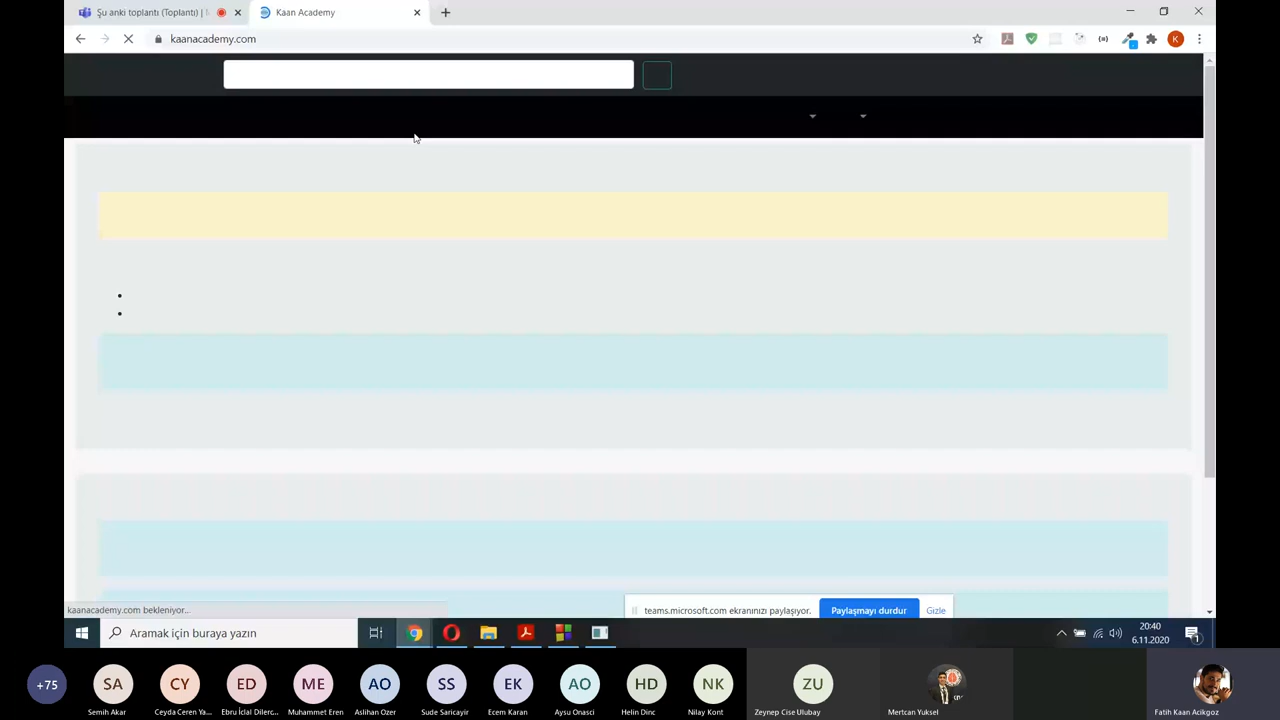 Şu anki toplantı (Toplantı) |
Kaan Academy
kaanacademy.com
K
kaanacademy.com bekleniyor...
teams.microsoft.com ekranınızı paylaşıyor.
Paylaşmayı durdur
Gizle
Aramak için buraya yazın
20:40
6.11.2020
1
+75
SA
CY
ED
ME
AO
SS
EK
AO
HD
NK
ZU
Semih Akar
Ceyda Ceren Ya...
Ebru İclal Dilerc...
Muhammet Eren
Aslihan Ozer
Sude Saricayir
Ecem Karan
Aysu Onasci
Helin Dinc
Nilay Kont
Zeynep Cise Ulubay
Mertcan Yuksel
Fatih Kaan Acikgoz